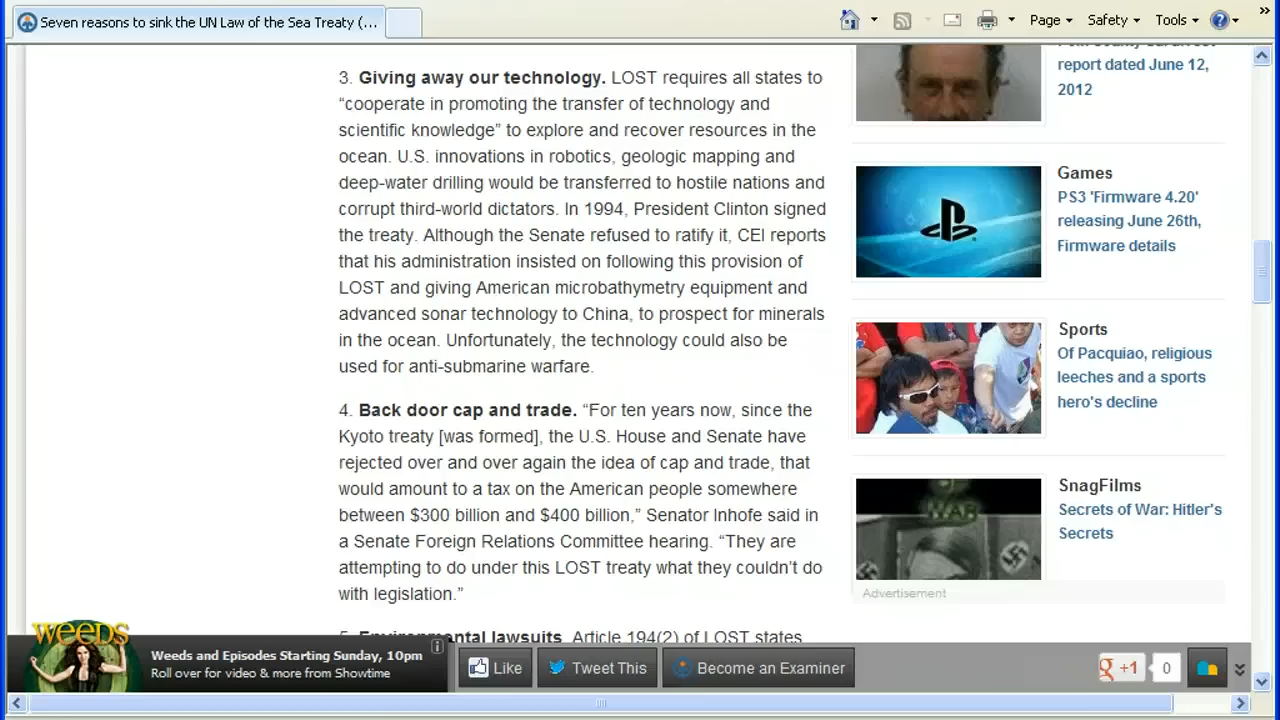 Seven reasons to sink the UN Law of the Sea Treaty (...
Page
Safety
Tools
3. Giving away our technology. LOST requires all states to
“cooperate in promoting the transfer of technology and
scientific knowledge” to explore and recover resources in the
ocean. U.S. innovations in robotics, geologic mapping and
deep-water drilling would be transferred to hostile nations and
corrupt third-world dictators. In 1994, President Clinton signed
the treaty. Although the Senate refused to ratify it, CEI reports
that his administration insisted on following this provision of
LOST and giving American microbathymetry equipment and
advanced sonar technology to China, to prospect for minerals
in the ocean. Unfortunately, the technology could also be
used for anti-submarine warfare.
4. Back door cap and trade. “For ten years now, since the
Kyoto treaty [was formed], the U.S. House and Senate have
rejected over and over again the idea of cap and trade, that
would amount to a tax on the American people somewhere
between $300 billion and $400 billion,” Senator Inhofe said in
a Senate Foreign Relations Committee hearing. “They are
attempting to do under this LOST treaty what they couldn’t do
with legislation.”
5. Environmental lawsuits. Article 194(2) of LOST states
report dated June 12,
2012
Games
PS3 'Firmware 4.20'
releasing June 26th,
Firmware details
Sports
Of Pacquiao, religious
leeches and a sports
hero's decline
WAR
SnagFilms
Secrets of War: Hitler's
Secrets
Advertisement
WEEDS
Weeds and Episodes Starting Sunday, 10pm
Roll over for video & more from Showtime
Like
Tweet This
Become an Examiner
g +1
0